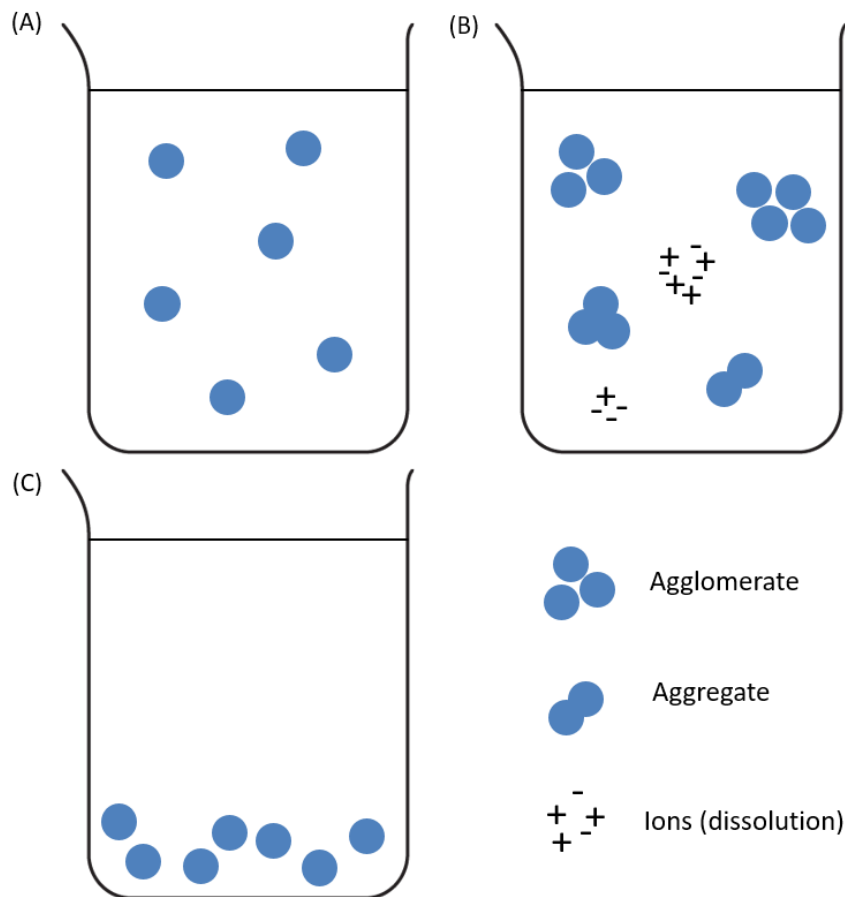 (A)
(B)
(C)
Agglomerate
Aggregate
Ions (dissolution)